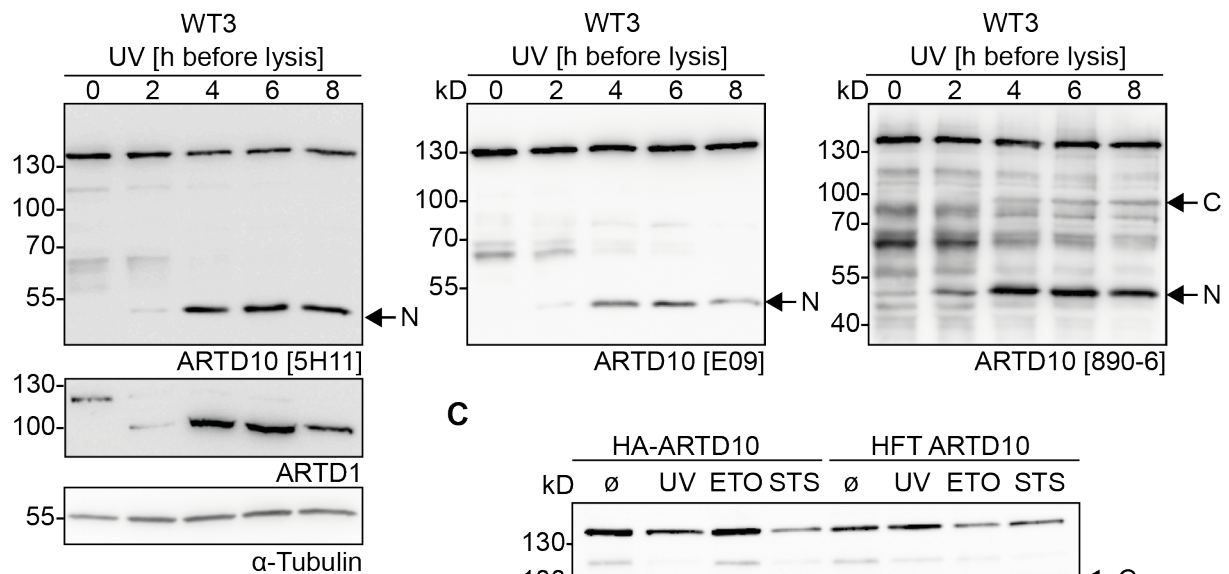 WT3
UV [h before lysis]
0 2 4 6 8
130
100
70
55
N
ARTD10 [5H11]
130
100
ARTD1
55
α-Tubulin
WT3
UV [h before lysis]
kD 0 2 4 6 8
130
100
70
55
N
ARTD10 [E09]
WT3
UV [h before lysis]
kD 0 2 4 6 8
130
100
C
70
55
N
40
ARTD10 [890-6]
C
HA-ARTD10 HFT ARTD10
kD ø UV ETO STS ø UV ETO STS
130